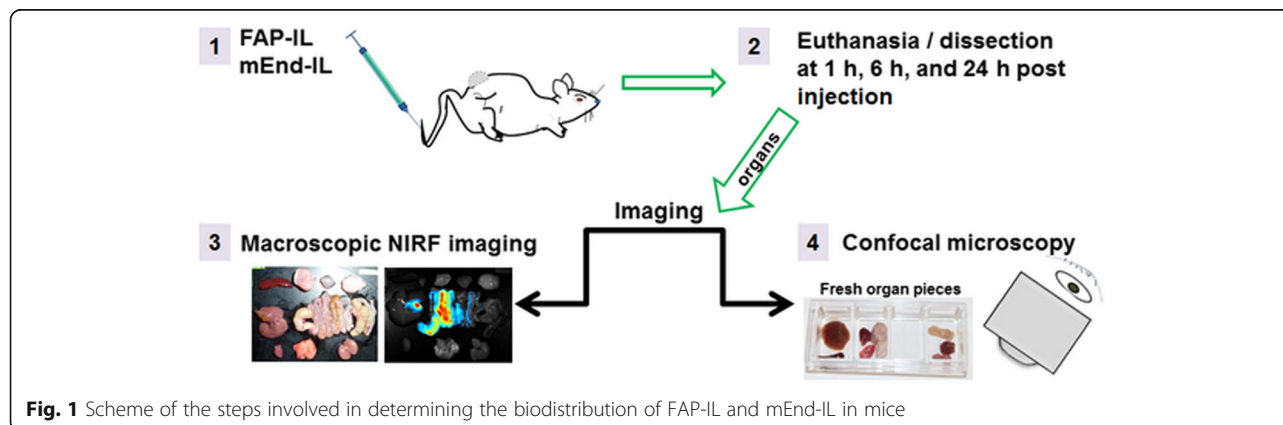 1 FAP-IL
mEnd-IL
2 Euthanasia / dissection
at 1 h, 6 h, and 24 h post
injection
organs
Imaging
3 Macroscopic NIRF imaging
4 Confocal microscopy
Fresh organ pieces
Fig. 1 Scheme of the steps involved in determining the biodistribution of FAP-IL and mEnd-IL in mice